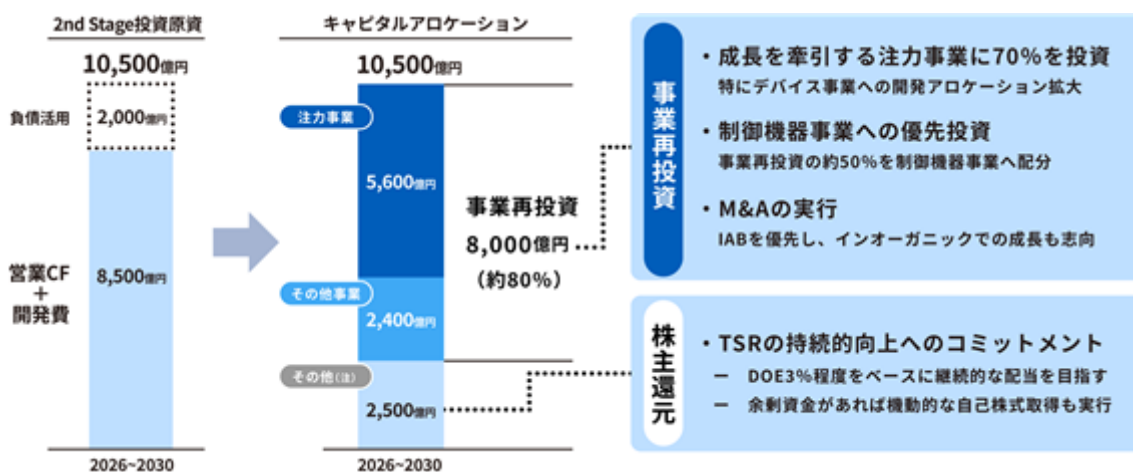 2nd Stage投資原資
10,500億円
負債活用
2,000億円
営業CF
+
開発費
8,500億円
2026~2030
キャピタルアロケーション
10,500億円
注力事業
5,600億円
その他事業
2,400億円
その他(注)
2,500億円
2026~2030
事業再投資
8,000億円
(約80%)
事業再投資
・成長を牽引する注力事業に70%を投資
特にデバイス事業への開発アロケーション拡大
・制御機器事業への優先投資
事業再投資の約50%を制御機器事業へ配分
・M&Aの実行
IABを優先し、インオーガニックでの成長も志向
株主還元
・TSRの持続的向上へのコミットメント
ー DOE3%程度をベースに継続的な配当を目指す
ー 余剰資金があれば機動的な自己株式取得も実行